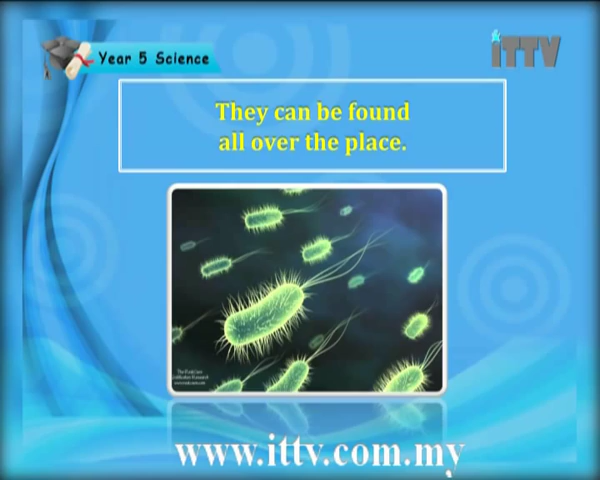 Year 5 Science
iTTV
They can be found
all over the place.
www.ittv.com.my